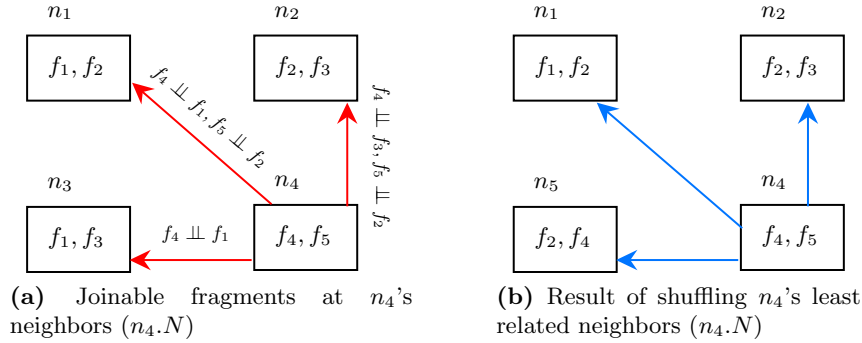 n₁ n₂ n₁ n₂
f₁, f₂ f₂, f₃ f₁, f₂ f₂, f₃
f₄ ⫫ f₁, f₅ ⫫ f₂
f₄ ⫫ f₃, f₅ ⫫ f₂
n₃ n₄ n₅ n₄
f₁, f₃ f₄ ⫫ f₁ f₄, f₅ f₂, f₄ f₄, f₅
(a) Joinable fragments at n₄'s
neighbors (n₄.N)
(b) Result of shuffling n₄'s least
related neighbors (n₄.N)